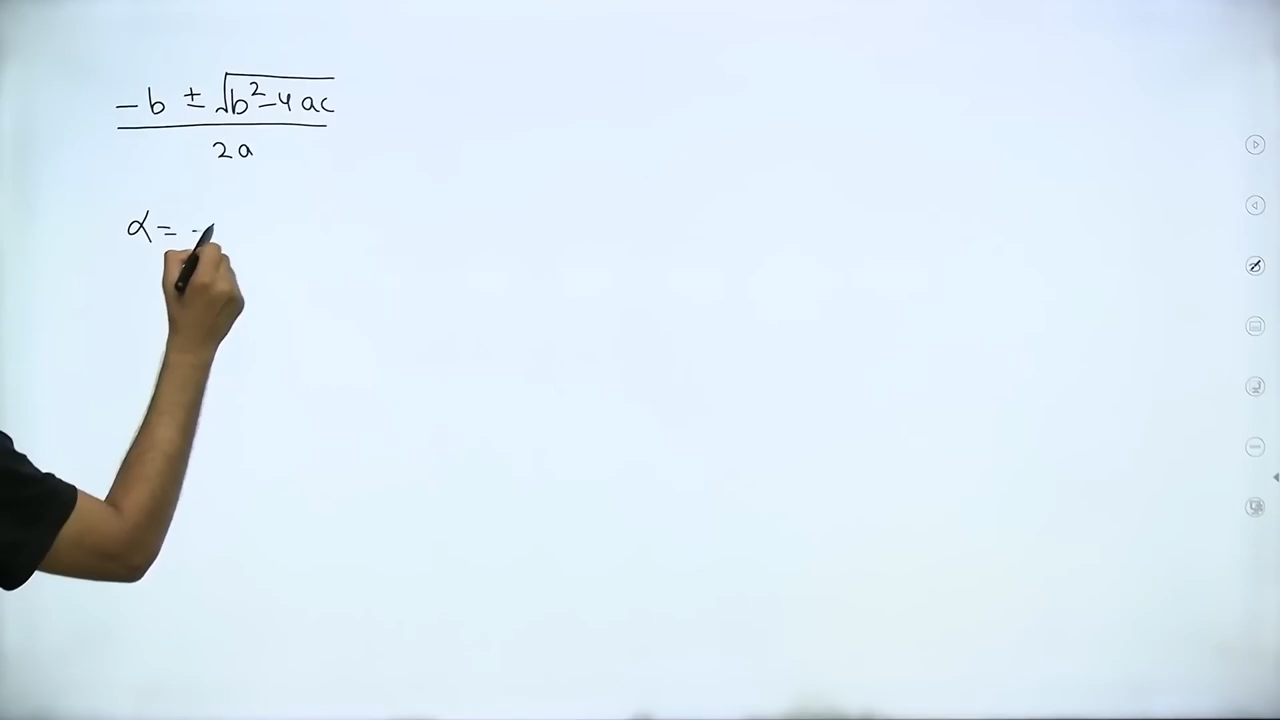 -b ± √b²-4ac
2a
α = -